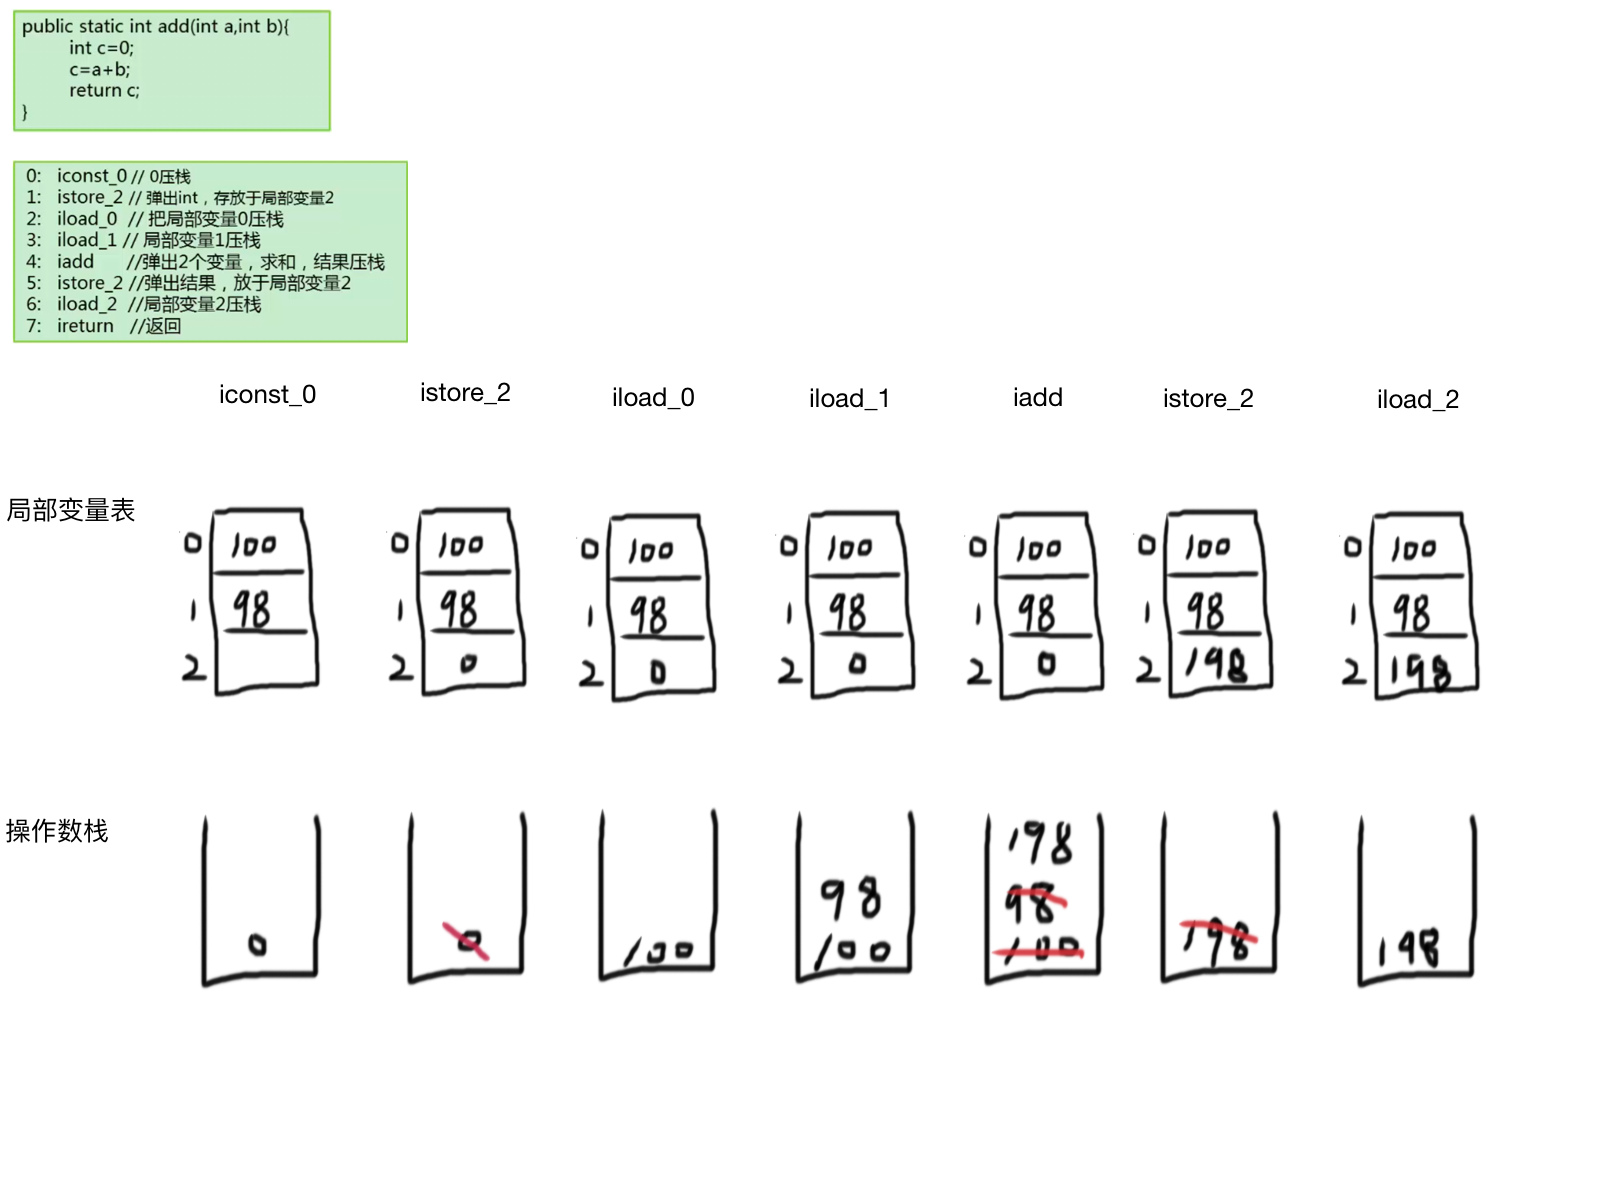 public static int add(int a,int b){
int c=0;
c=a+b;
return c;
}
0: iconst_0 // 0压栈
1: istore_2 // 弹出int，存放于局部变量2
2: iload_0 // 把局部变量0压栈
3: iload_1 // 局部变量1压栈
4: iadd //弹出2个变量，求和，结果压栈
5: istore_2 //弹出结果，放于局部变量2
6: iload_2 //局部变量2压栈
7: ireturn //返回
iconst_0 istore_2 iload_0 iload_1 iadd istore_2 iload_2
局部变量表
0 100 0 100 0 100 0 100 0 100 0 100 0 100
1 98 1 98 1 98 1 98 1 98 1 98 1 98
2 2 0 2 0 2 0 2 0 2 198 2 198
操作数栈
198
98 98
0 0 100 100 100 198 198